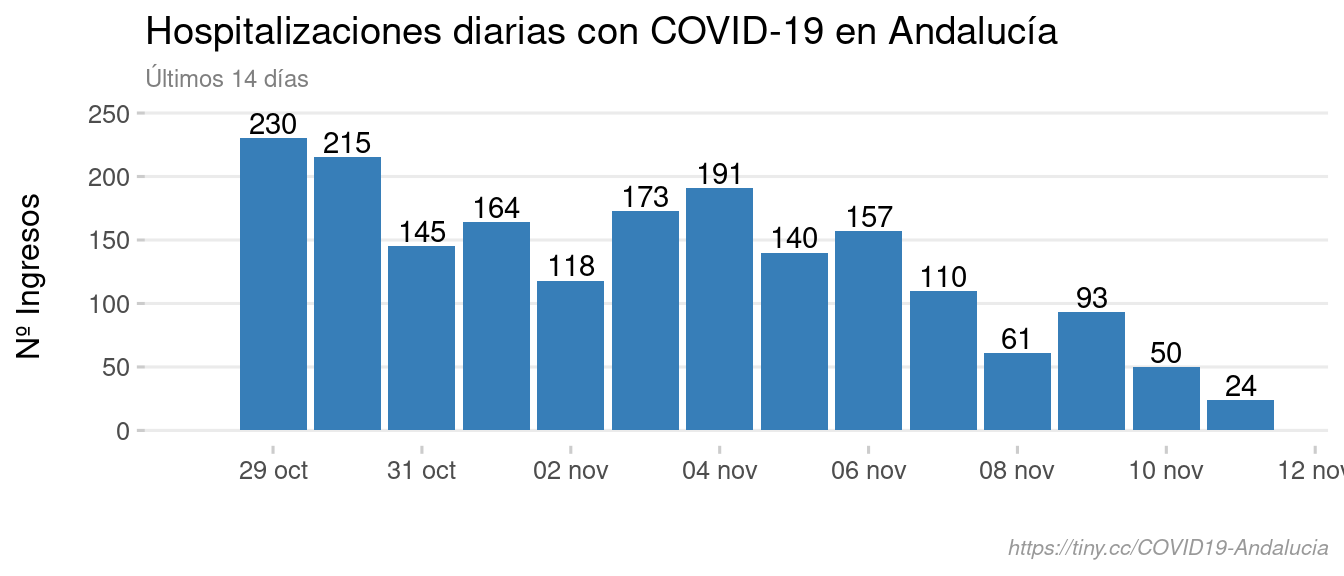 Hospitalizaciones diarias con COVID-19 en Andalucía
Últimos 14 días
Nº Ingresos
250
200
150
100
50
0
230
215
145
164
118
173
191
140
157
110
61
93
50
24
29 oct
31 oct
02 nov
04 nov
06 nov
08 nov
10 nov
12 nov
https://tiny.cc/COVID19-Andalucia